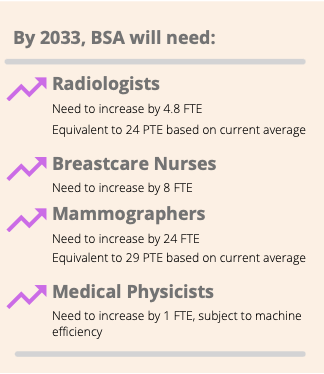 By 2033, BSA will need:
Radiologists
Need to increase by 4.8 FTE
Equivalent to 24 PTE based on current average
Breastcare Nurses
Need to increase by 8 FTE
Mammographers
Need to increase by 24 FTE
Equivalent to 29 PTE based on current average
Medical Physicists
Need to increase by 1 FTE, subject to machine
efficiency